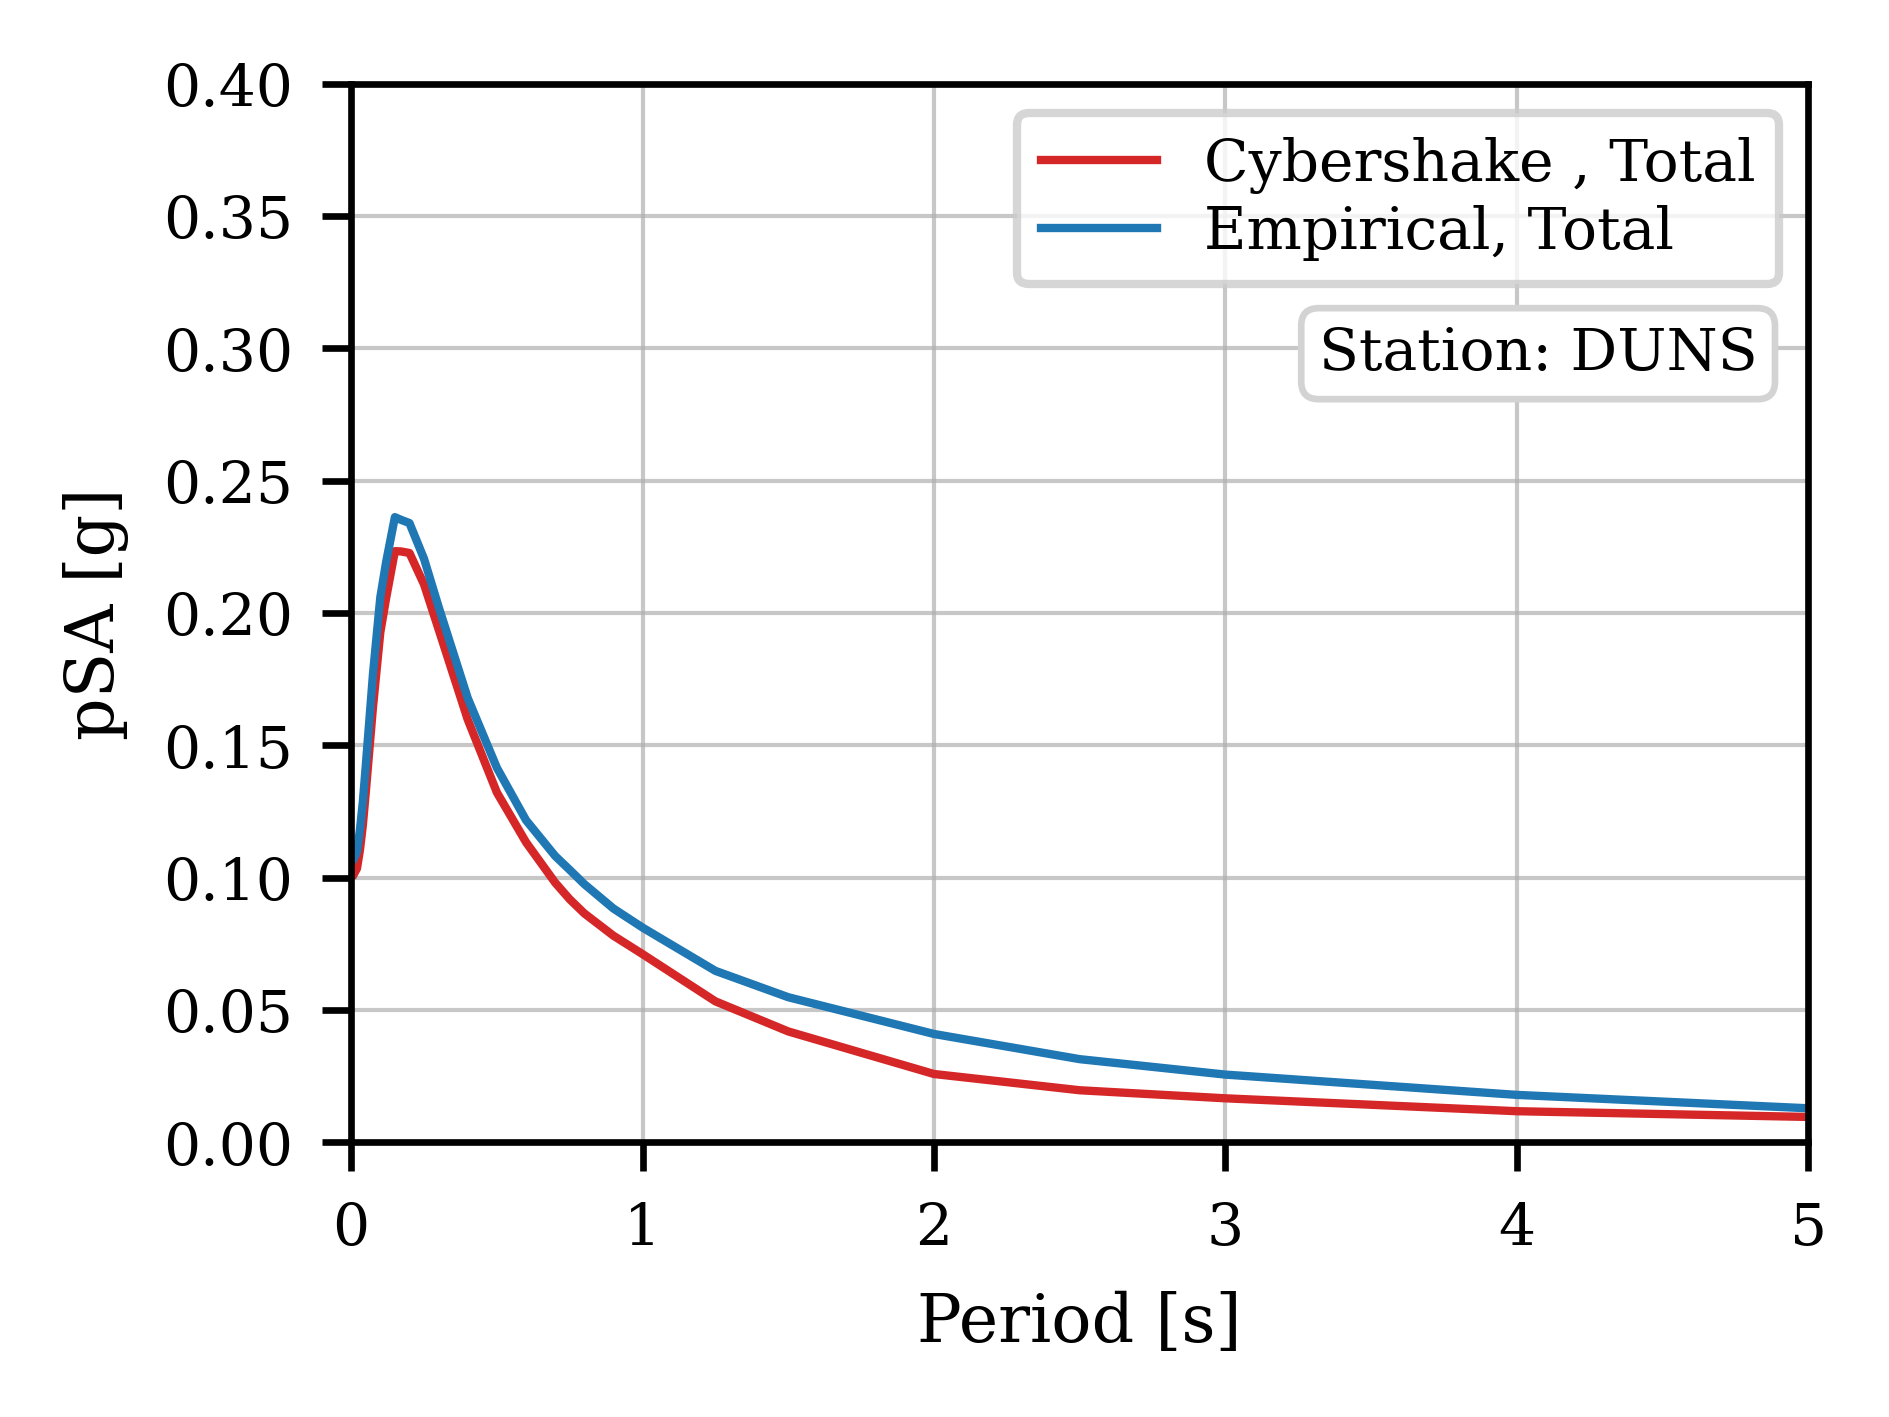 0.40
0.35
0.30
0.25
0.20
0.15
0.10
0.05
0.00
pSA [g]
Cybershake , Total
Empirical, Total
Station: DUNS
0 1 2 3 4 5
Period [s]